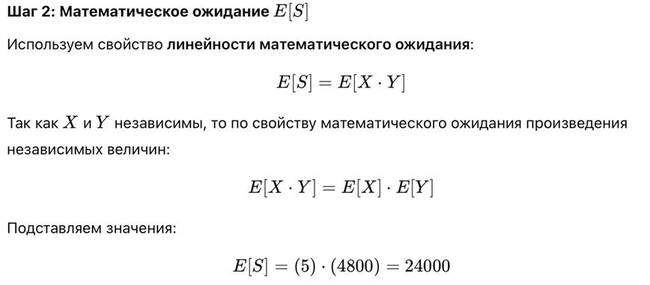 Шаг 2: Математическое ожидание E[S]
Используем свойство линейности математического ожидания:
E[S] = E[X · Y]
Так как X и Y независимы, то по свойству математического ожидания произведения
независимых величин:
E[X · Y] = E[X] · E[Y]
Подставляем значения:
E[S] = (5) · (4800) = 24000